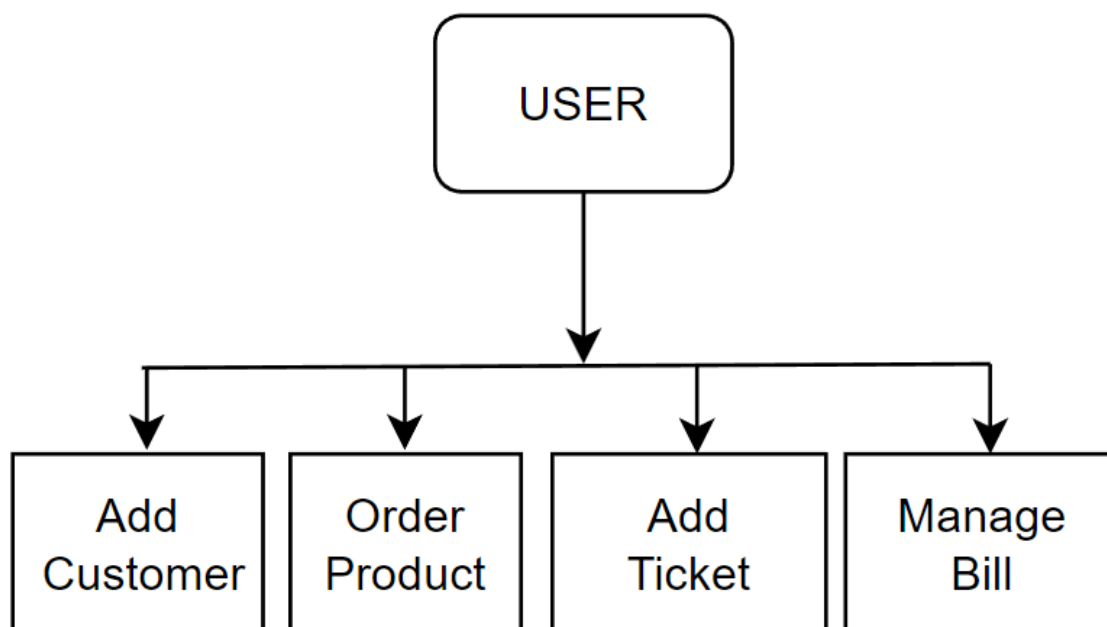 USER
Add
Customer
Order
Product
Add
Ticket
Manage
Bill